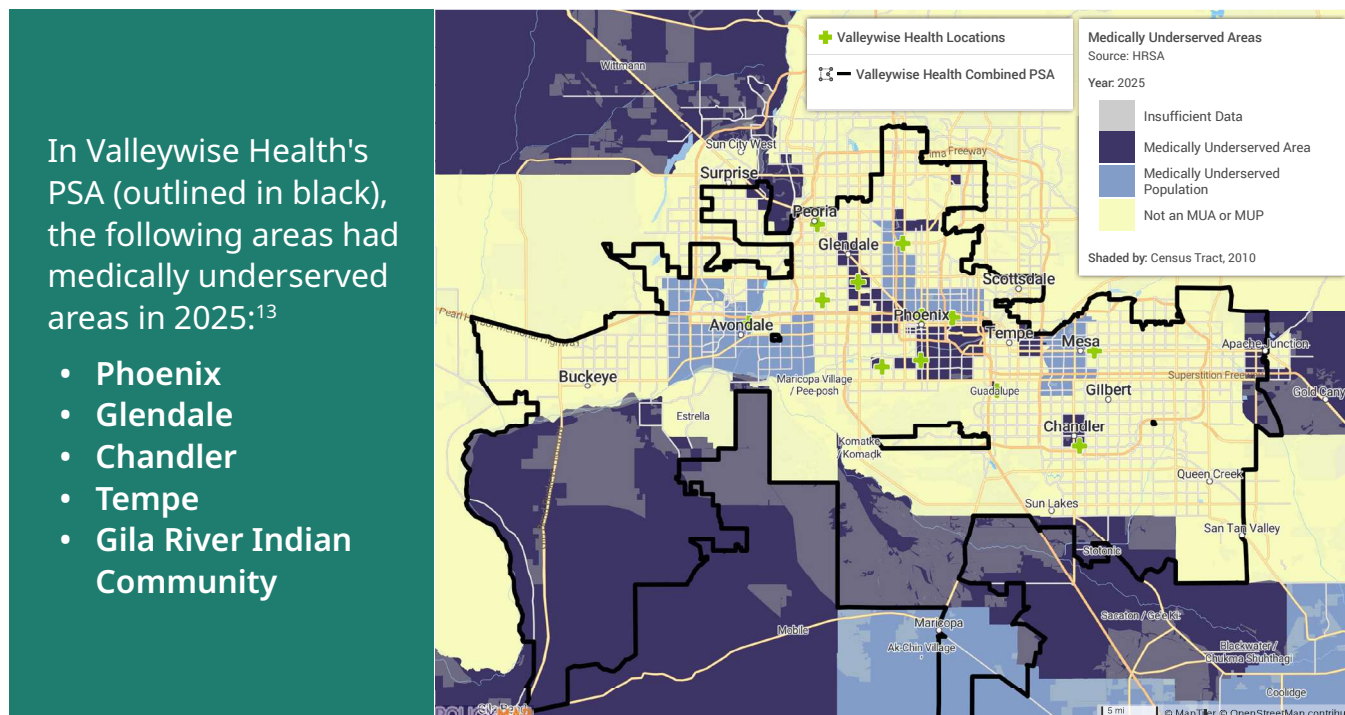 In Valleywise Health's
PSA (outlined in black),
the following areas had
medically underserved
areas in 2025:¹³
• Phoenix
• Glendale
• Chandler
• Tempe
• Gila River Indian
Community
Valleywise Health Locations
Valleywise Health Combined PSA
Medically Underserved Areas
Source: HRSA
Year: 2025
Insufficient Data
Medically Underserved Area
Medically Underserved
Population
Not an MUA or MUP
Shaded by: Census Tract, 2010
Wittmann
Sun City West
Surprise
Freeway
Peoria
Glendale
Scottsdale
Phoenix
Tempe
Avondale
Mesa
Apache Junction
Buckeye
Maricopa Village
/ Pee-posh
Guadalupe
Superstition
Gilbert
Gold
Estrella
Chandler
Komatke
/ Komadk
Queen Creek
Sun Lakes
San Tan Valley
Stotonic
Sacaton / Ge'e Ki:
Mobile
Maricopa
Ak-Chin Village
Blackwater /
Chukma Shuhthagi
Coolidge
5 mi
© MapTiler © OpenStreetMap